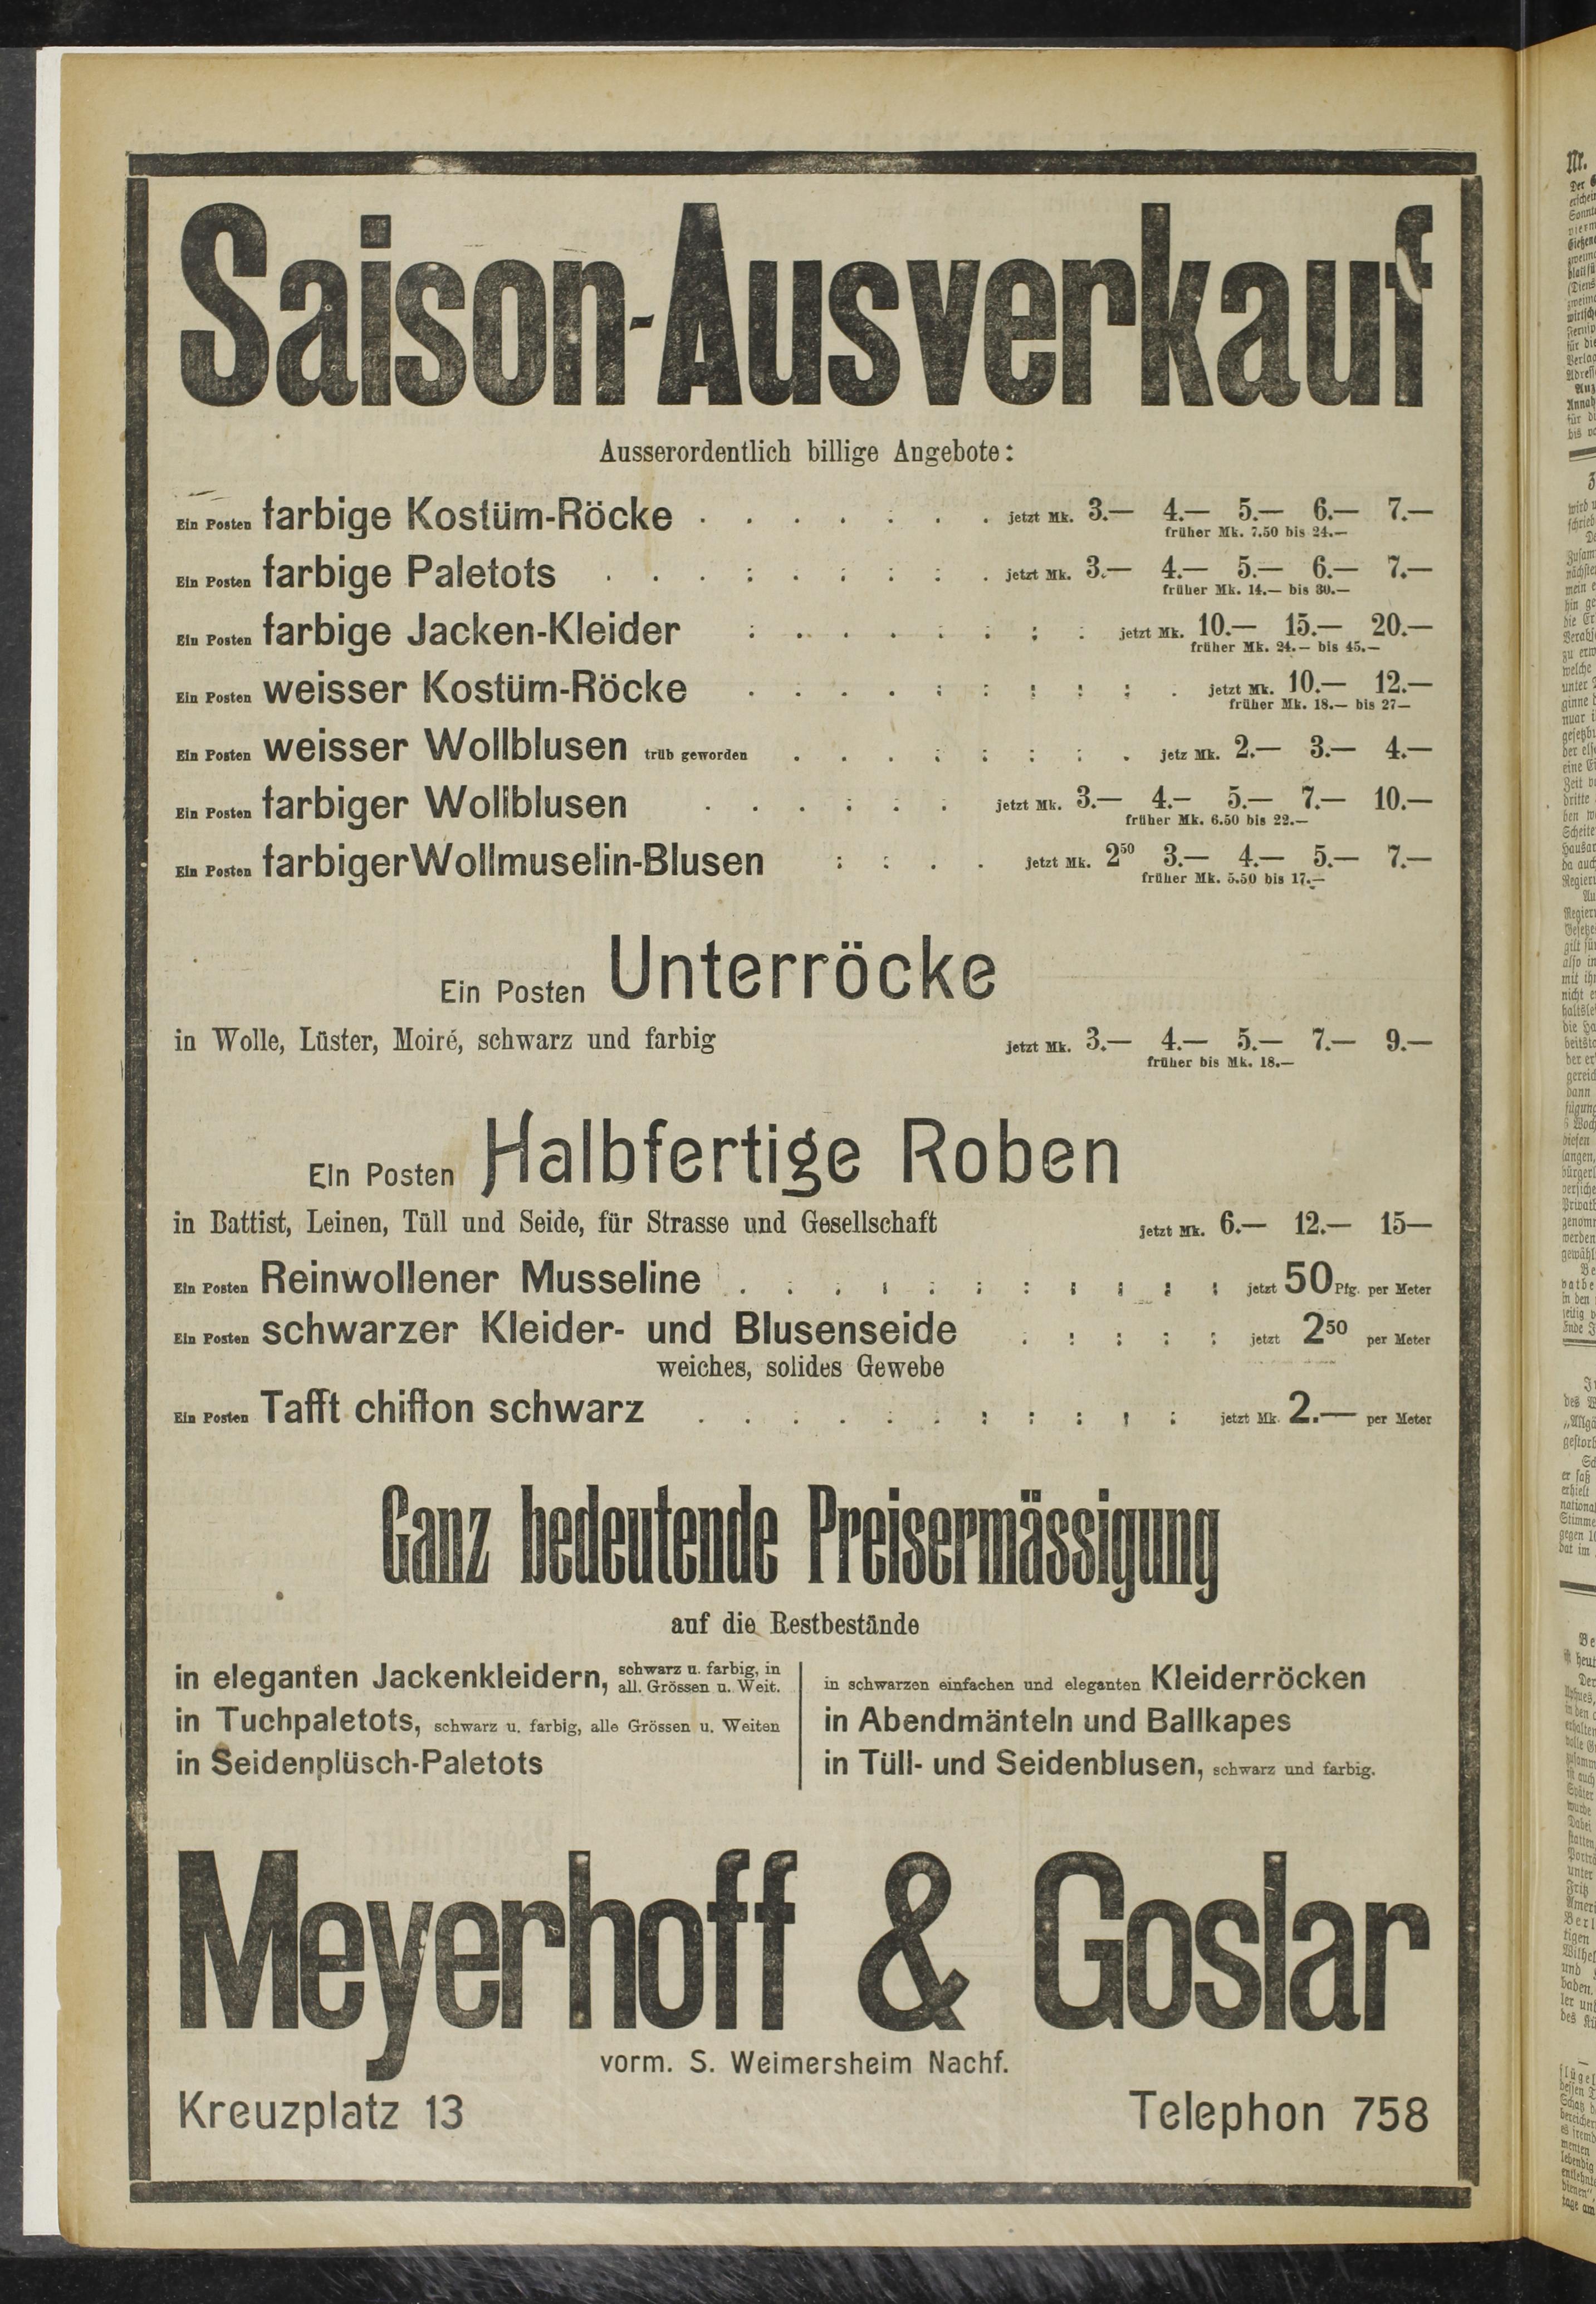 Saison-Ausverkauf
Ausserordentlich billige Angebote:
Ein Posten farbige Kostüm-Röcke . . . . . . . jetzt Mk. 3.— 4.— 5.— 6.— 7.—
früher Mk. 7.50 bis 24.—
Ein Posten farbige Paletots . . . . . . . . . jetzt Mk. 3.— 4.— 5.— 6.— 7.—
früher Mk. 14.— bis 30.—
Ein Posten farbige Jacken-Kleider . . . . . . . . jetzt Mk. 10.— 15.— 20.—
früher Mk. 24.— bis 45.—
Ein Posten weisser Kostüm-Röcke . . . . . . . . . . jetzt Mk. 10.— 12.—
früher Mk. 18.— bis 27—
Ein Posten weisser Wollblusen trüb geworden . . . . . . . . jetz Mk. 2.— 3.— 4.—
Ein Posten farbiger Wollblusen . . . . . . jetzt Mk. 3.— 4.— 5.— 7.— 10.—
früher Mk. 6.50 bis 22.—
Ein Posten farbiger Wollmuselin-Blusen . . . . jetzt Mk. 2⁵⁰ 3.— 4.— 5.— 7.—
früher Mk. 5.50 bis 17.—
Ein Posten Unterröcke
in Wolle, Lüster, Moiré, schwarz und farbig jetzt Mk. 3.— 4.— 5.— 7.— 9.—
früher bis Mk. 18.—
Ein Posten Halbfertige Roben
in Battist, Leinen, Tüll und Seide, für Strasse und Gesellschaft jetzt Mk. 6.— 12.— 15—
Ein Posten Reinwollener Musseline . . . . . . . . . . . jetzt 50 Pfg. per Meter
Ein Posten schwarzer Kleider- und Blusenseide . . . . . jetzt 2⁵⁰ per Meter
weiches, solides Gewebe
Ein Posten Tafft chiffon schwarz . . . . . . . . . . . jetzt Mk. 2.— per Meter
Ganz bedeutende Preisermässigung
auf die Restbestände
in eleganten Jackenkleidern, schwarz u. farbig, in
all. Grössen u. Weit.
in Tuchpaletots, schwarz u. farbig, alle Grössen u. Weiten
in Seidenplüsch-Paletots
in schwarzen einfachen und eleganten Kleiderröcken
in Abendmänteln und Ballkapes
in Tüll- und Seidenblusen, schwarz und farbig.
Meyerhoff & Goslar
vorm. S. Weimersheim Nachf.
Kreuzplatz 13
Telephon 758